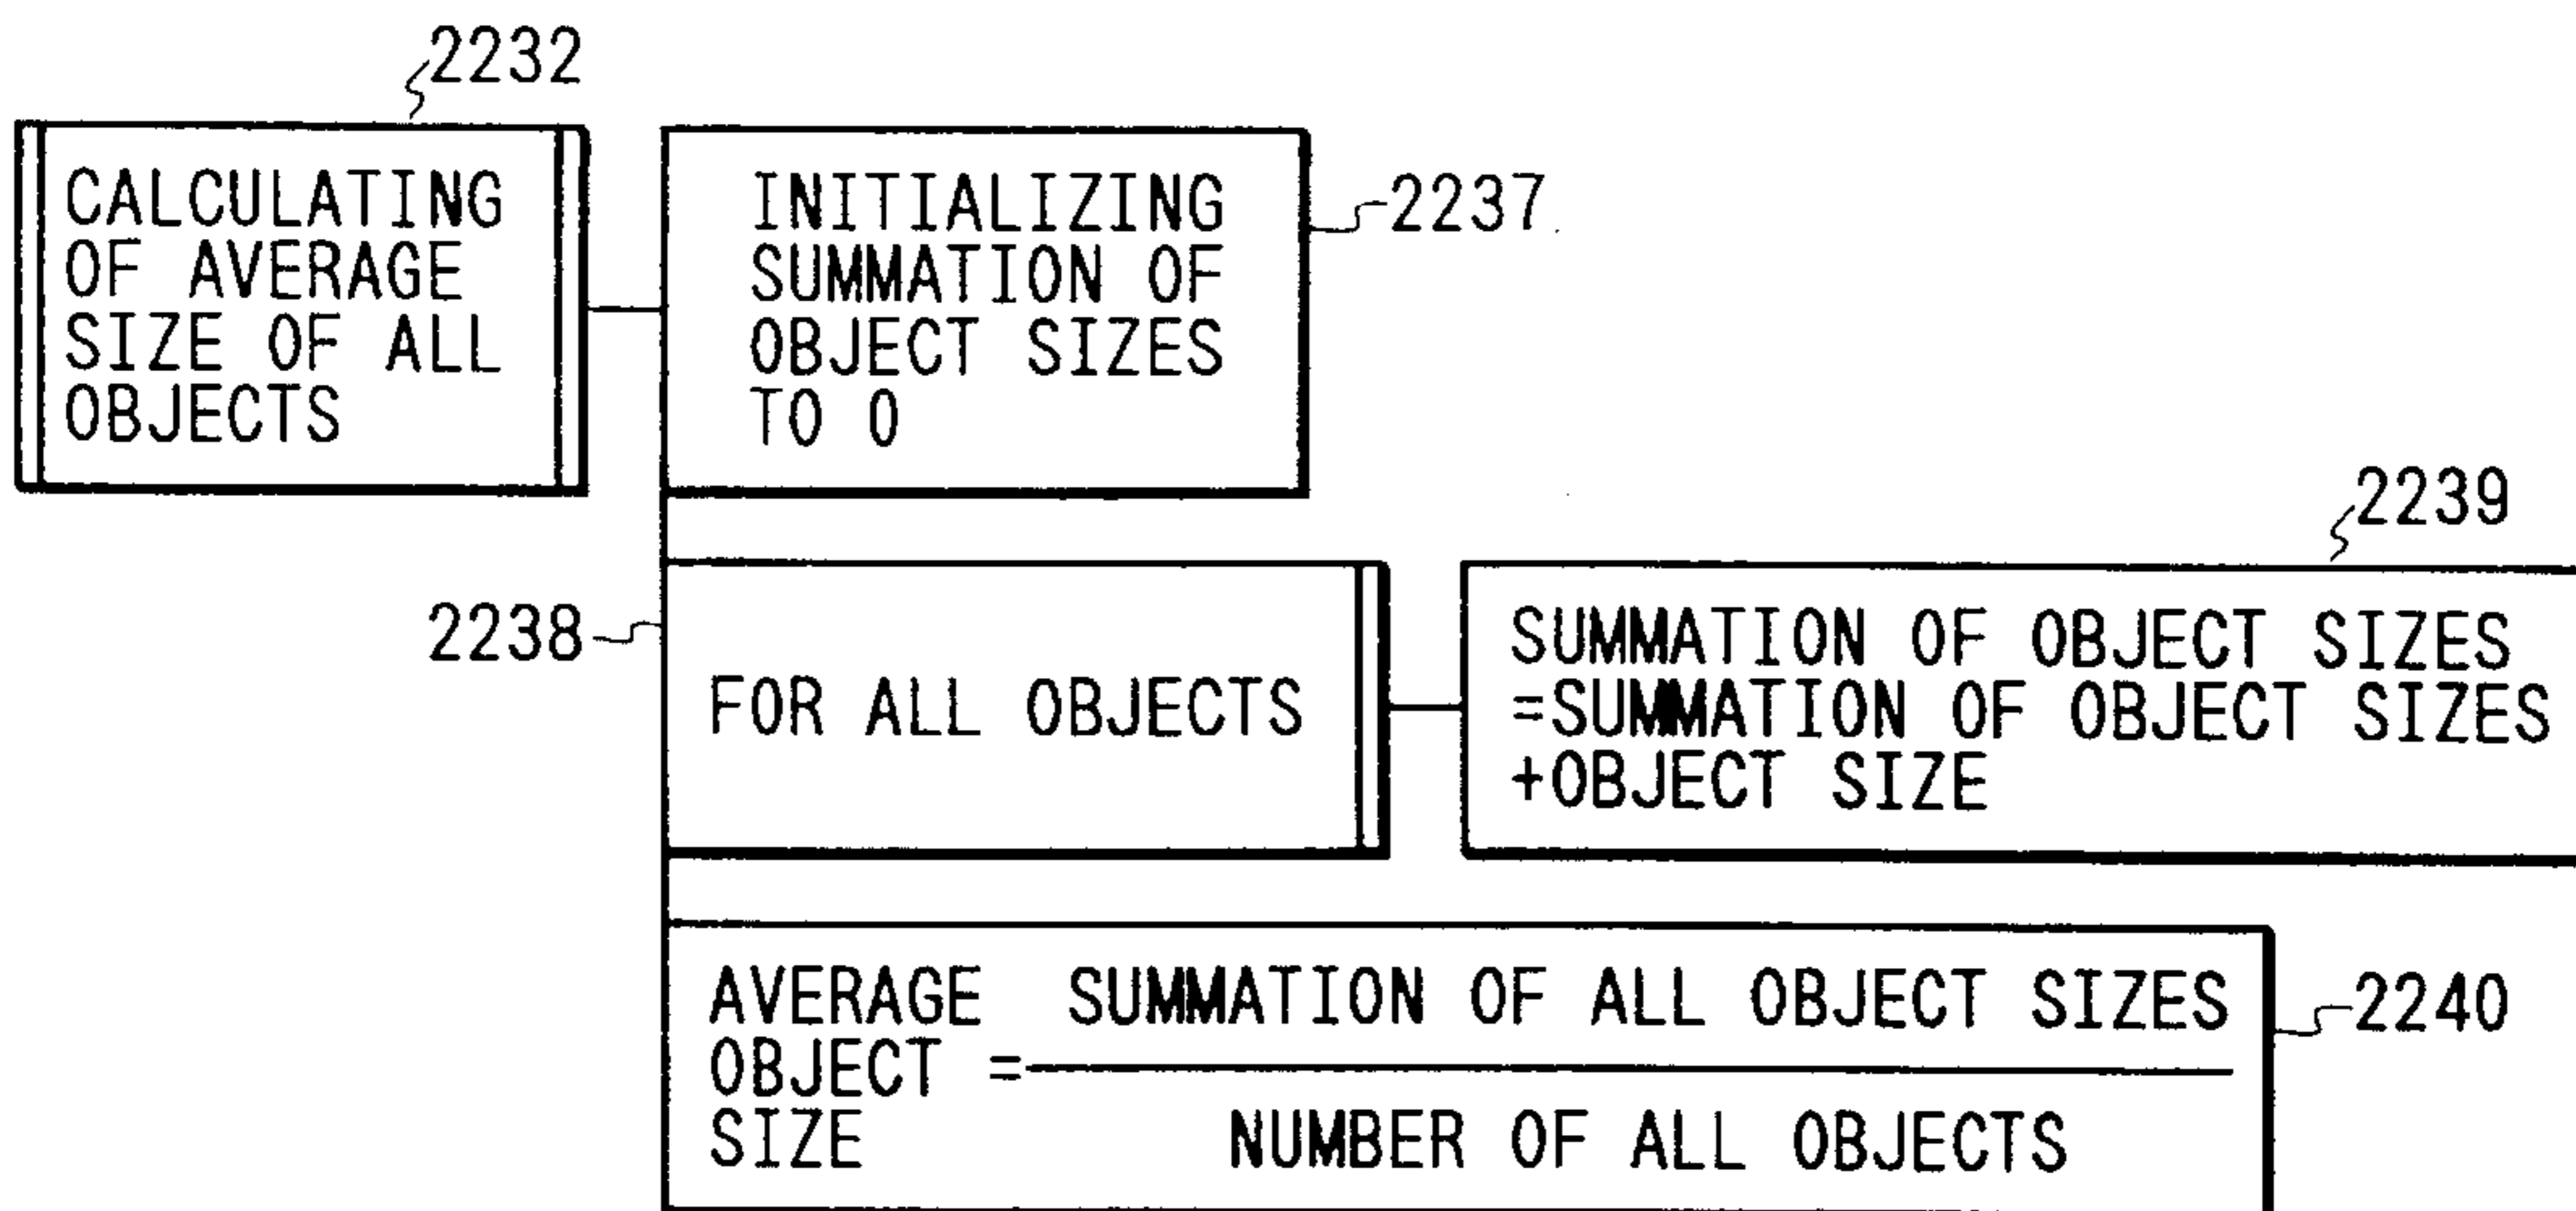 2232
CALCULATING
OF AVERAGE
SIZE OF ALL
OBJECTS
INITIALIZING
SUMMATION OF
OBJECT SIZES
TO 0
2237
2238
FOR ALL OBJECTS
2239
SUMMATION OF OBJECT SIZES
=SUMMATION OF OBJECT SIZES
+OBJECT SIZE
AVERAGE
OBJECT =
SIZE
SUMMATION OF ALL OBJECT SIZES
NUMBER OF ALL OBJECTS
2240